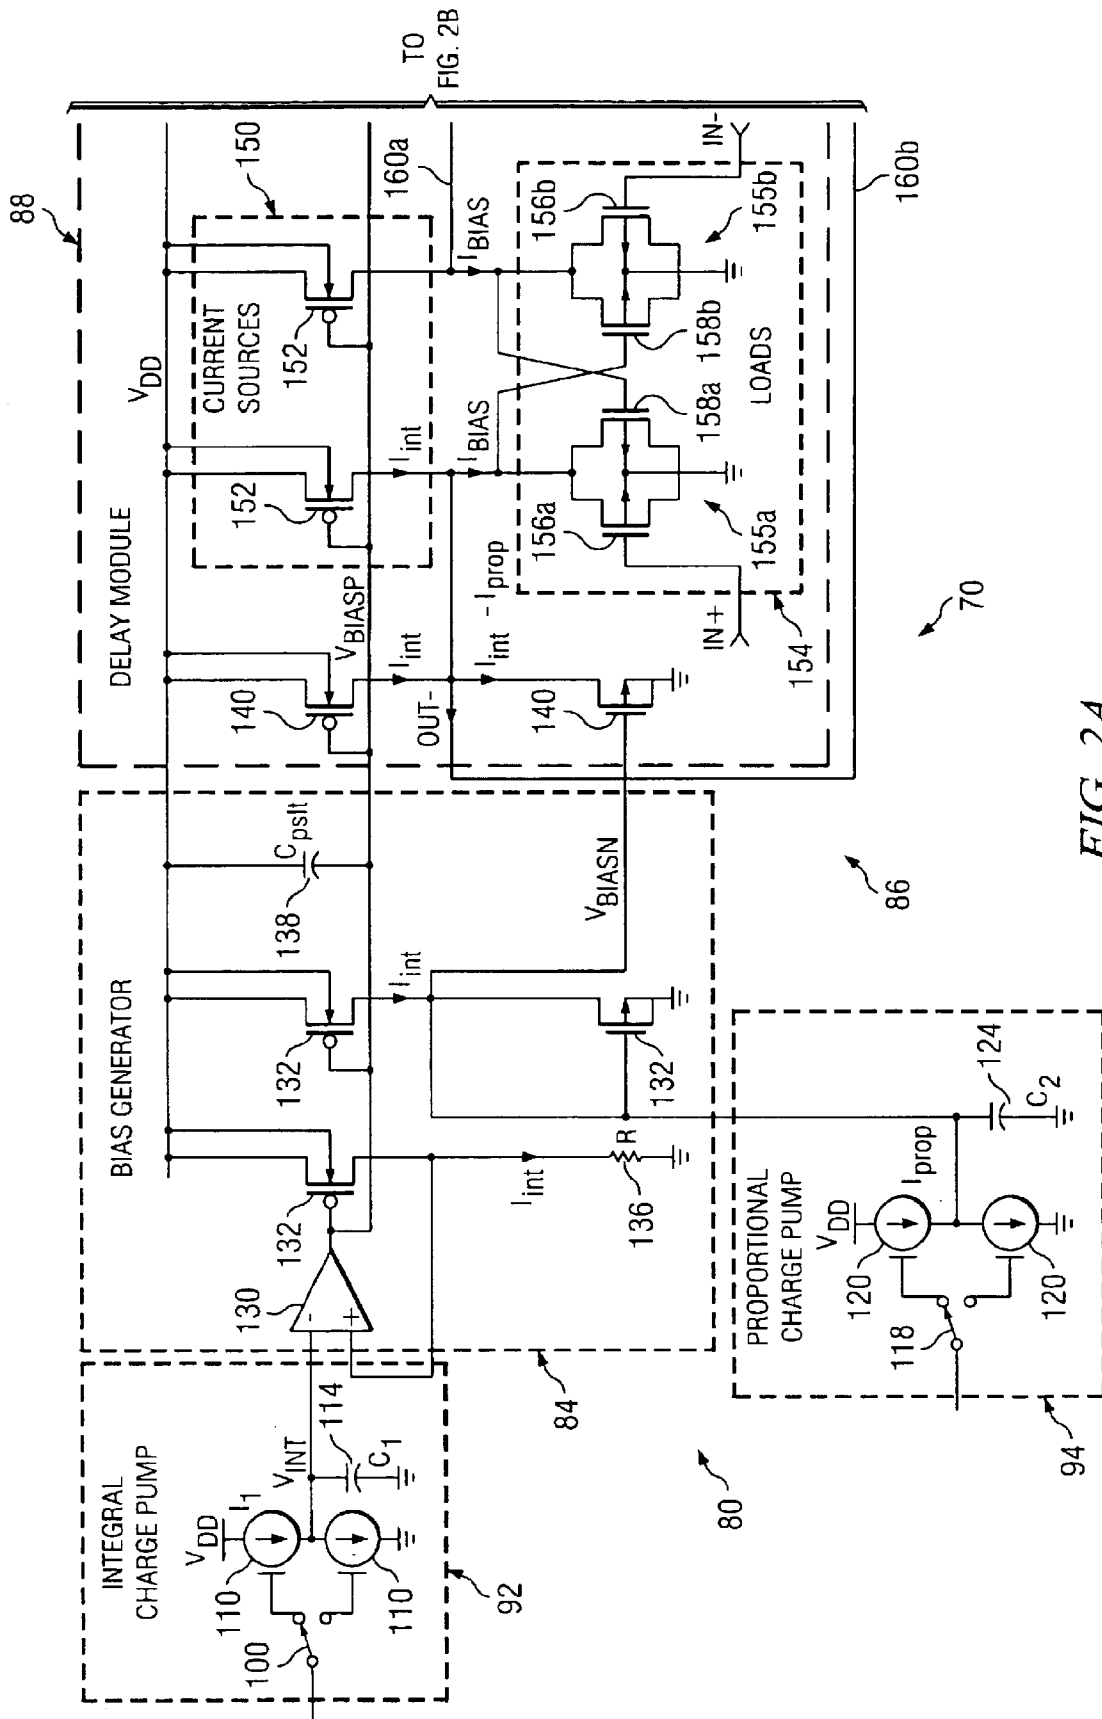 88
DELAY MODULE
V_DD
CURRENT
SOURCES
150
152
152
I_int
140
V_BIASP
I_int
160a
TO
FIG. 2B
OUT-
I_int - I_prop
I_BIAS
I_BIAS
140
156a
158a
158b
156b
LOADS
155a
155b
IN+
IN-
154
160b
70
BIAS GENERATOR
130
-
+
132
132
138
C_pslt
I_int
I_int
R
136
132
V_BIASN
84
86
80
INTEGRAL
CHARGE PUMP
V_DD
I_1
110
V_INT
114
100
110
C_1
92
PROPORTIONAL
CHARGE PUMP
V_DD
120
I_prop
124
118
120
C_2
94
FIG. 2A